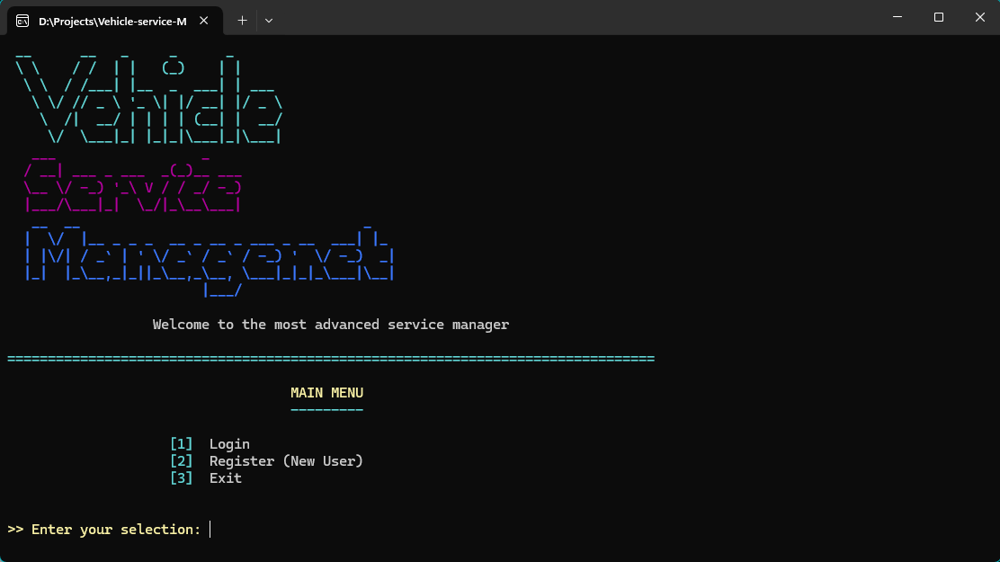 D:\Projects\Vehicle-service-M
Vehicle
Service
Management
Welcome to the most advanced service manager
================================================================================
MAIN MENU
---------
[1] Login
[2] Register (New User)
[3] Exit
>> Enter your selection: